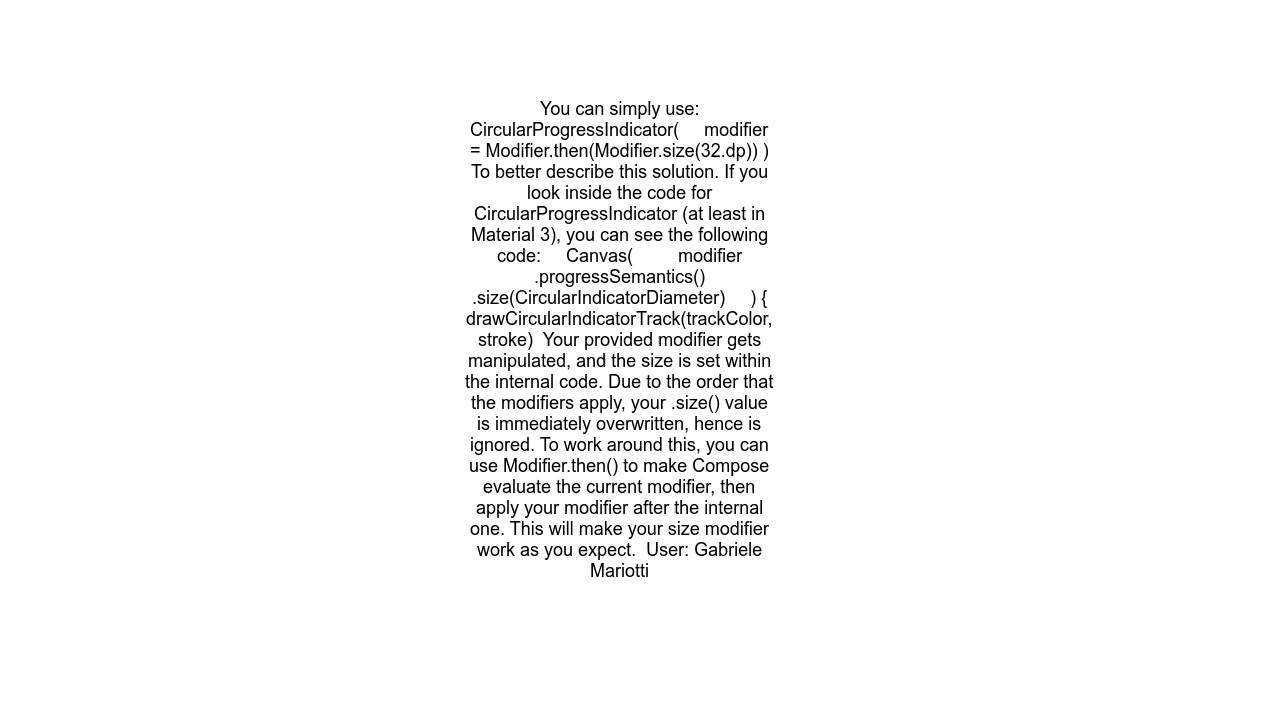 You can simply use:
CircularProgressIndicator(     modifier
= Modifier.then(Modifier.size(32.dp)) )
To better describe this solution. If you
look inside the code for
CircularProgressIndicator (at least in
Material 3), you can see the following
code:     Canvas(         modifier
.progressSemantics()
.size(CircularIndicatorDiameter)     ) {
drawCircularIndicatorTrack(trackColor,
stroke)  Your provided modifier gets
manipulated, and the size is set within
the internal code. Due to the order that
the modifiers apply, your .size() value
is immediately overwritten, hence is
ignored. To work around this, you can
use Modifier.then() to make Compose
evaluate the current modifier, then
apply your modifier after the internal
one. This will make your size modifier
work as you expect.  User: Gabriele
Mariotti